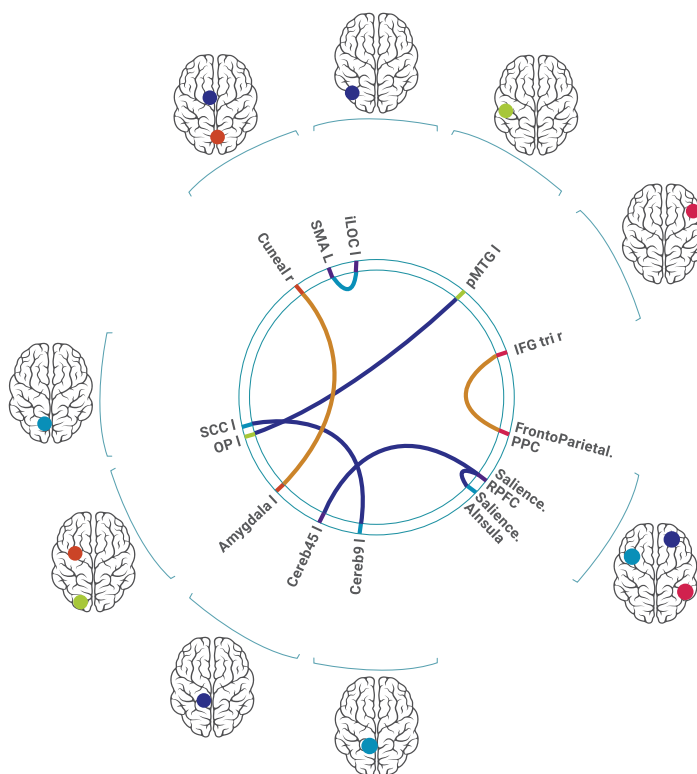 iLOC l
SMA L
Cuneal r
pMTG l
IFG tri r
FrontoParietal.
PPC
SCC l
OP l
Salience.
RPFC
Salience.
AInsula
Amygdala l
Cereb45 l
Cereb9 l